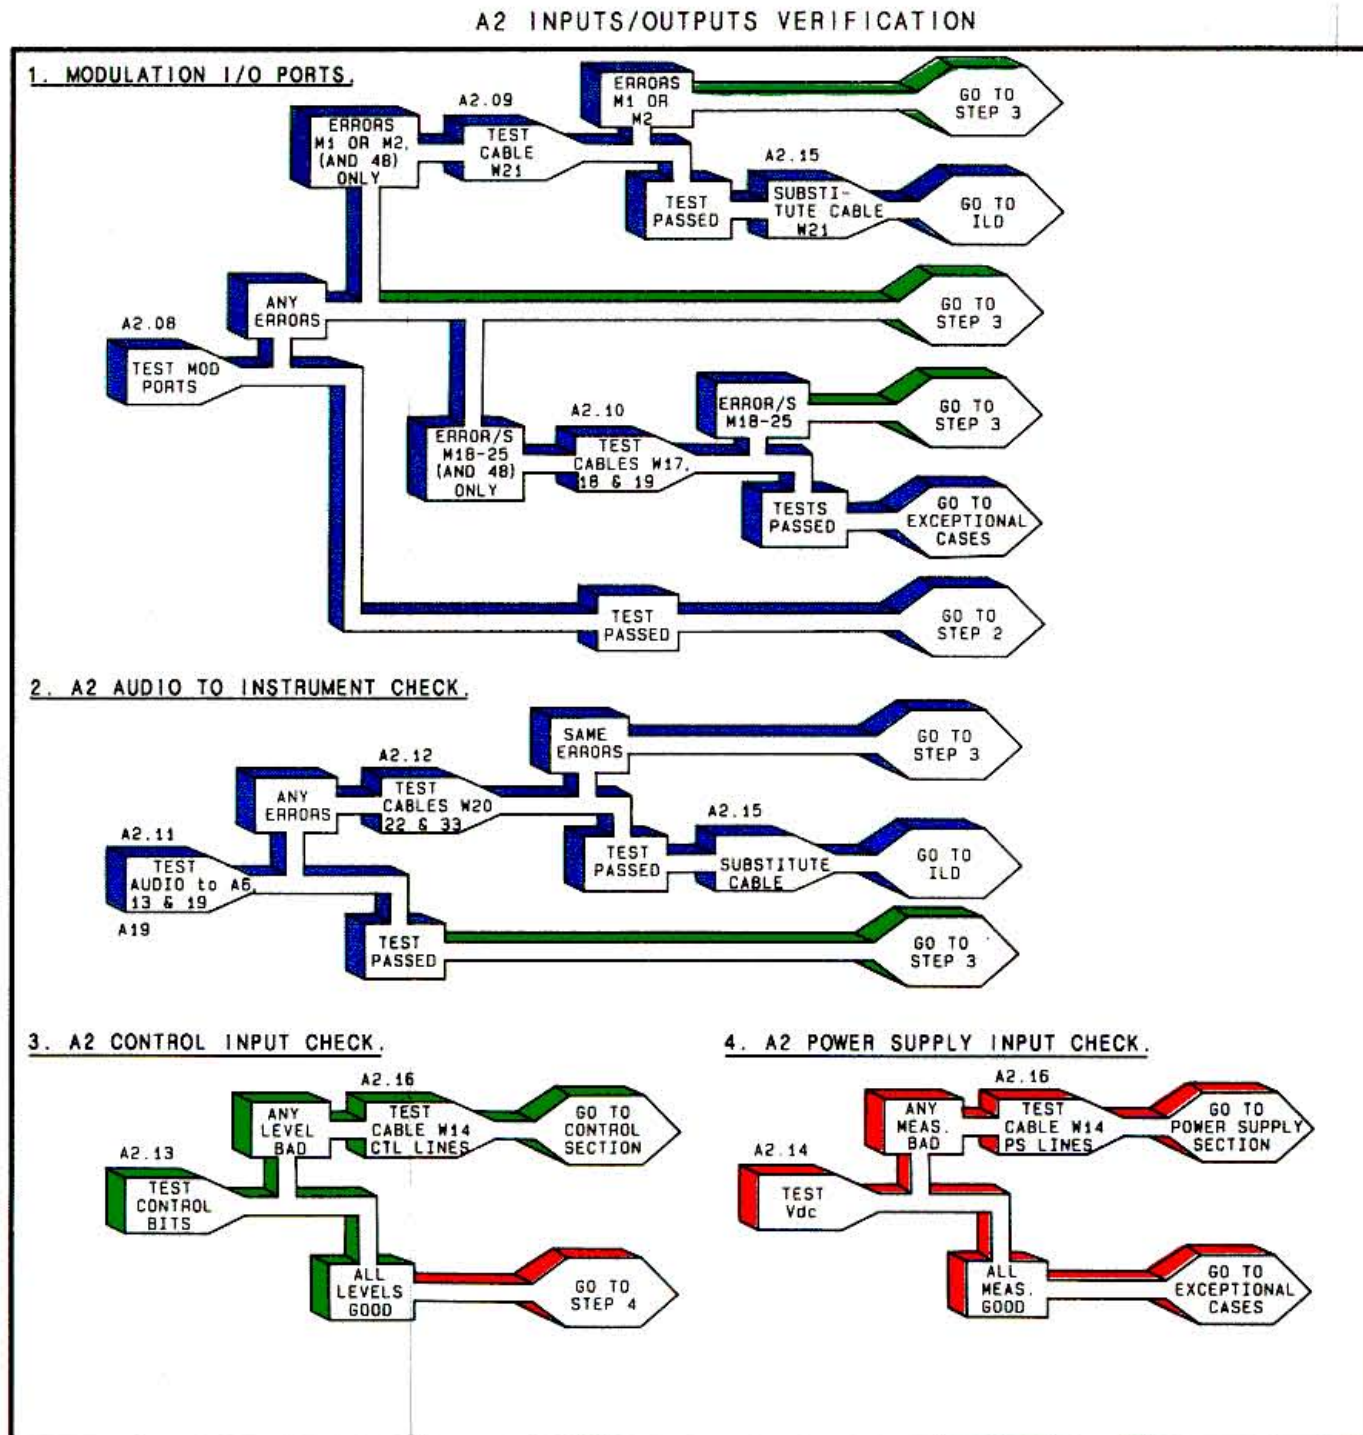 A2 INPUTS/OUTPUTS VERIFICATION
1. MODULATION I/O PORTS.
ERRORS
M1 OR M2,
(AND 48)
ONLY
A2.09
TEST
CABLE
W21
ERRORS
M1 OR
M2
GO TO
STEP 3
TEST
PASSED
A2.15
SUBSTI-
TUTE CABLE
W21
GO TO
ILD
A2.08
TEST MOD
PORTS
ANY
ERRORS
GO TO
STEP 3
ERROR/S
M18-25
(AND 48)
ONLY
A2.10
TEST
CABLES W17,
18 & 19
ERROR/S
M18-25
GO TO
STEP 3
TESTS
PASSED
GO TO
EXCEPTIONAL
CASES
TEST
PASSED
GO TO
STEP 2
2. A2 AUDIO TO INSTRUMENT CHECK.
A2.11
TEST
AUDIO to A6,
13 & 19
A19
ANY
ERRORS
A2.12
TEST
CABLES W20
22 & 33
SAME
ERRORS
GO TO
STEP 3
TEST
PASSED
A2.15
SUBSTITUTE
CABLE
GO TO
ILD
TEST
PASSED
GO TO
STEP 3
3. A2 CONTROL INPUT CHECK.
A2.13
TEST
CONTROL
BITS
ANY
LEVEL
BAD
A2.16
TEST
CABLE W14
CTL LINES
GO TO
CONTROL
SECTION
ALL
LEVELS
GOOD
GO TO
STEP 4
4. A2 POWER SUPPLY INPUT CHECK.
A2.14
TEST
Vdc
ANY
MEAS.
BAD
A2.16
TEST
CABLE W14
PS LINES
GO TO
POWER SUPPLY
SECTION
ALL
MEAS.
GOOD
GO TO
EXCEPTIONAL
CASES